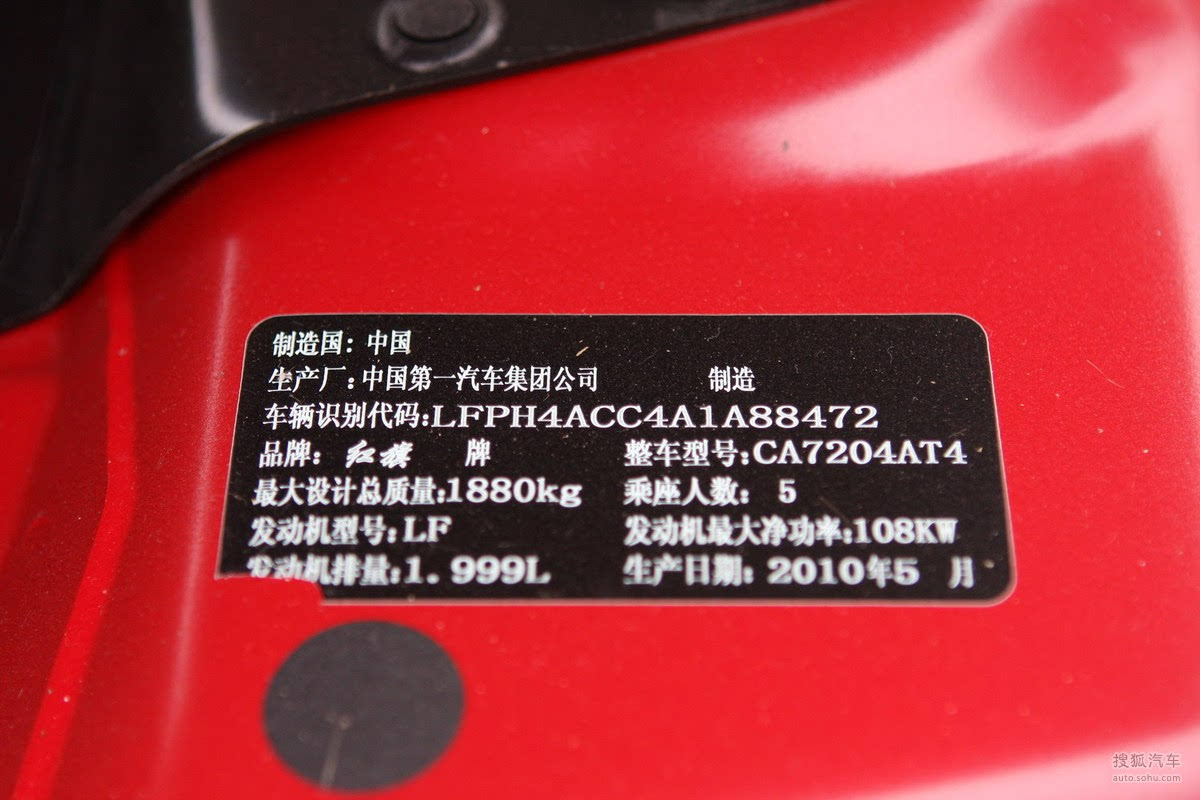 制造国：中国
生产厂：中国第一汽车集团公司 制造
车辆识别代码：LFPH4ACC4A1A88472
品牌：红旗 牌 整车型号：CA7204AT4
最大设计总质量：1880kg 乘座人数：5
发动机型号：LF 发动机最大净功率：108KW
发动机排量：1.999L 生产日期：2010年5 月
搜狐汽车
auto.sohu.com